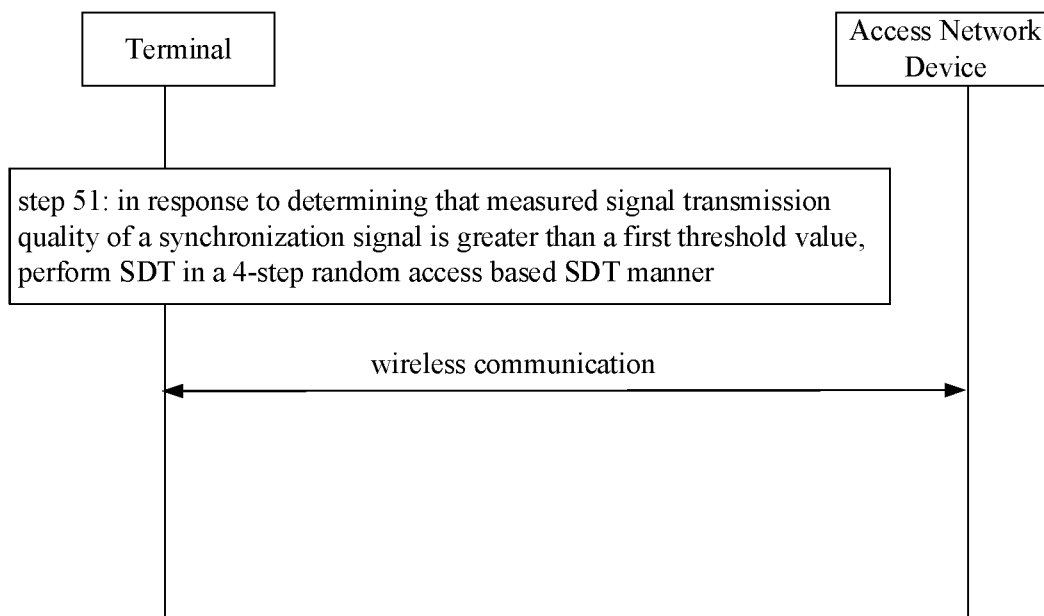 Terminal
Access Network
Device
step 51: in response to determining that measured signal transmission
quality of a synchronization signal is greater than a first threshold value,
perform SDT in a 4-step random access based SDT manner
wireless communication